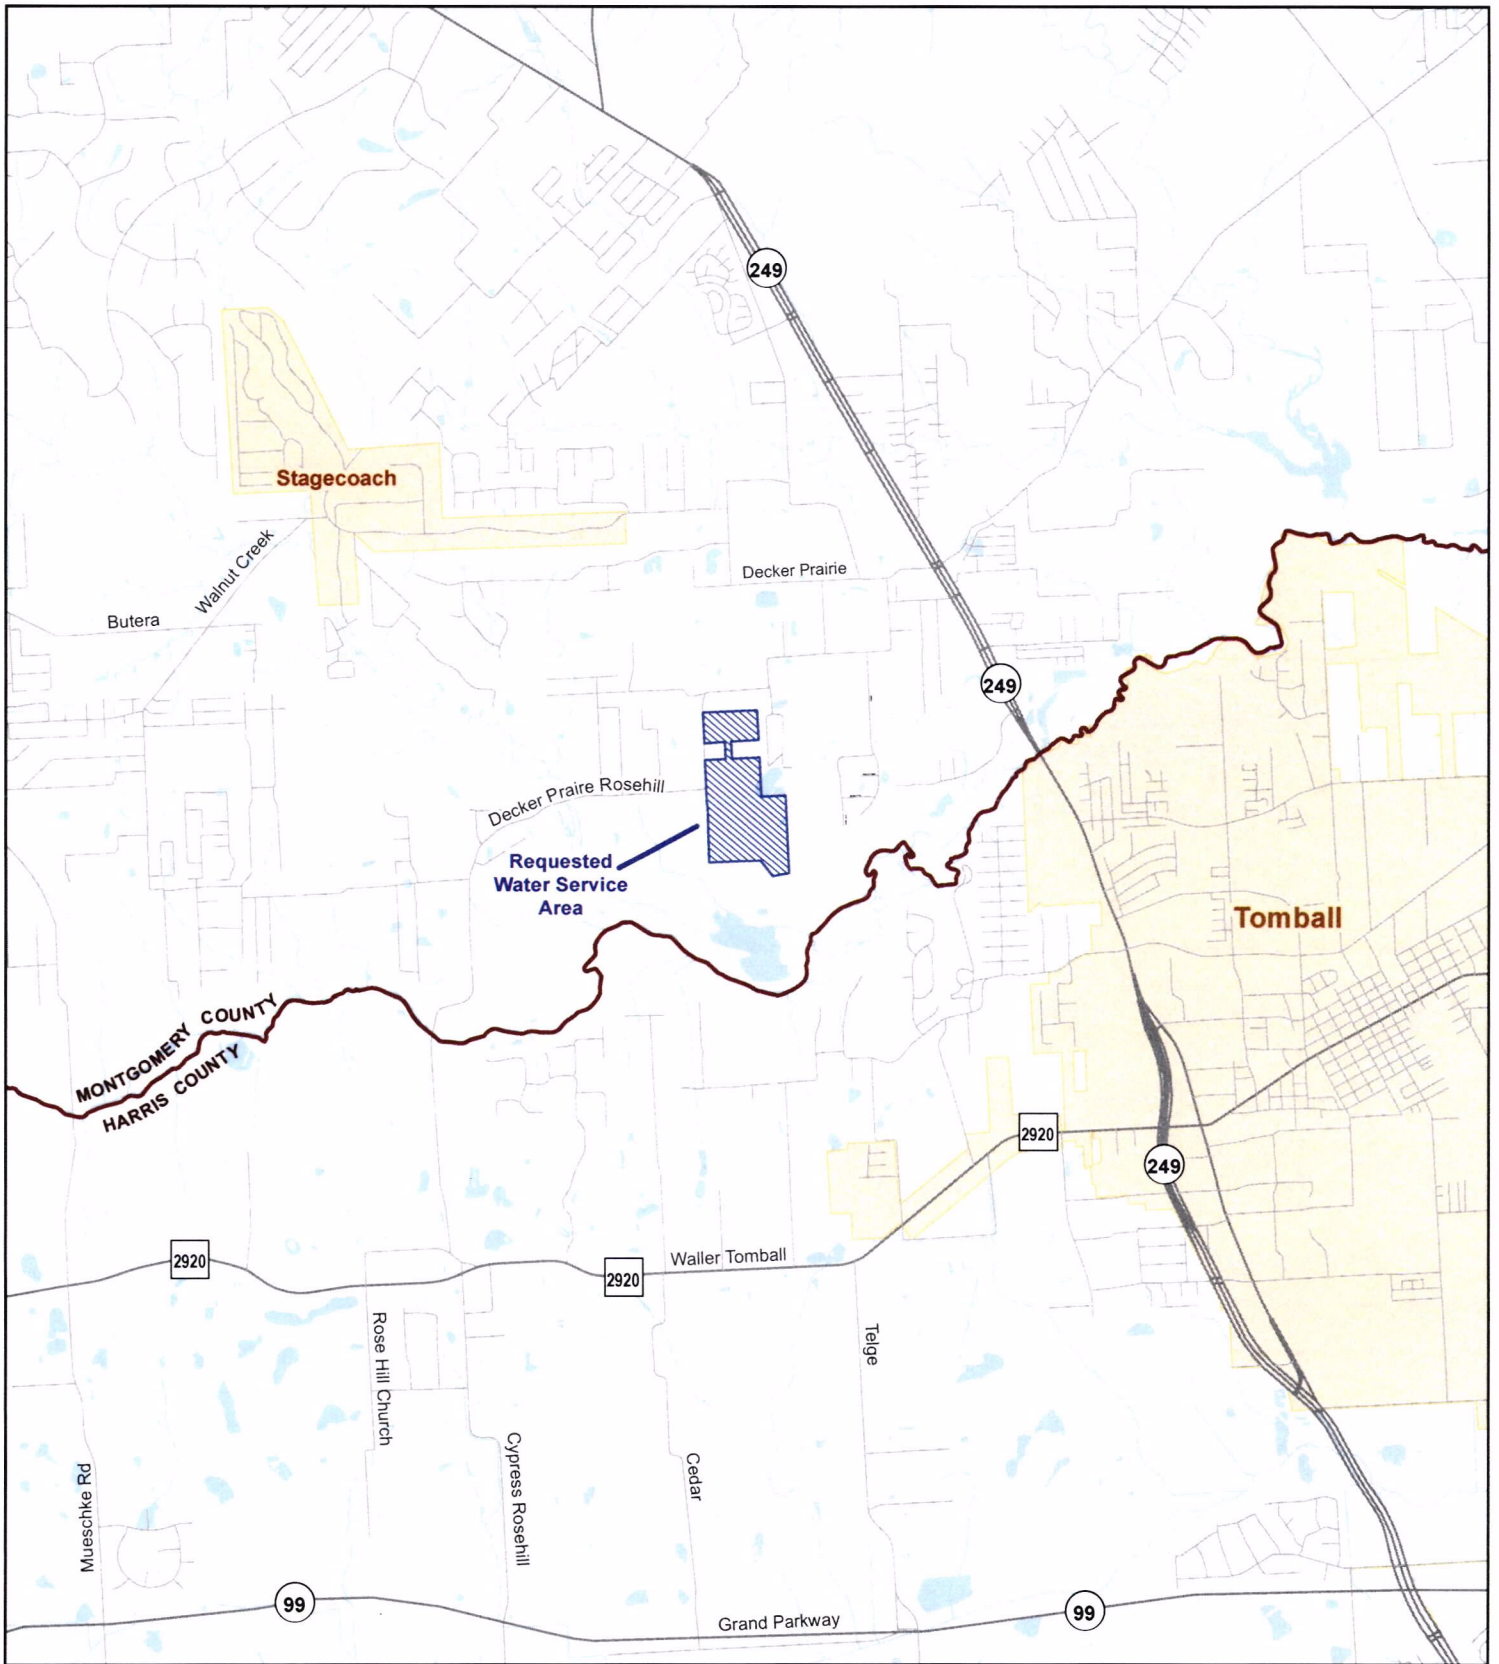 249
Stagecoach
Walnut Creek
Butera
Decker Prairie
249
Decker Praire Rosehill
Requested
Water Service
Area
Tomball
MONTGOMERY COUNTY
HARRIS COUNTY
2920
249
2920
2920
Waller Tomball
Rose Hill Church
Telge
Mueschke Rd
Cypress Rosehill
Cedar
99
Grand Parkway
99